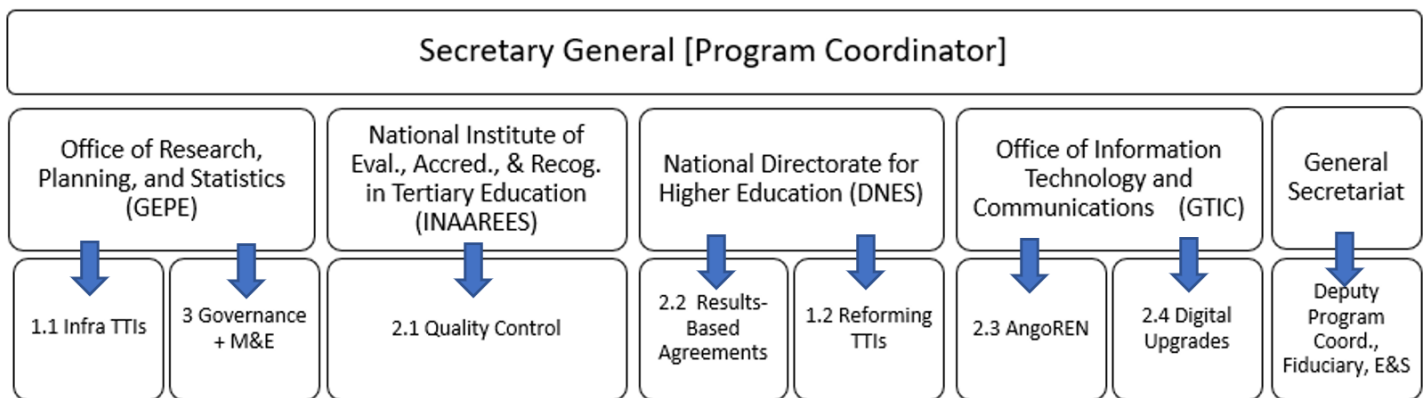 Secretary General [Program Coordinator]
Office of Research,
Planning, and Statistics
(GEPE)
National Institute of
Eval., Accred., & Recog.
in Tertiary Education
(INAAREES)
National Directorate for
Higher Education (DNES)
Office of Information
Technology and
Communications (GTIC)
General
Secretariat
1.1 Infra TTIs
3 Governance
+ M&E
2.1 Quality Control
2.2 Results-
Based
Agreements
1.2 Reforming
TTIs
2.3 AngoREN
2.4 Digital
Upgrades
Deputy
Program
Coord.,
Fiduciary, E&S